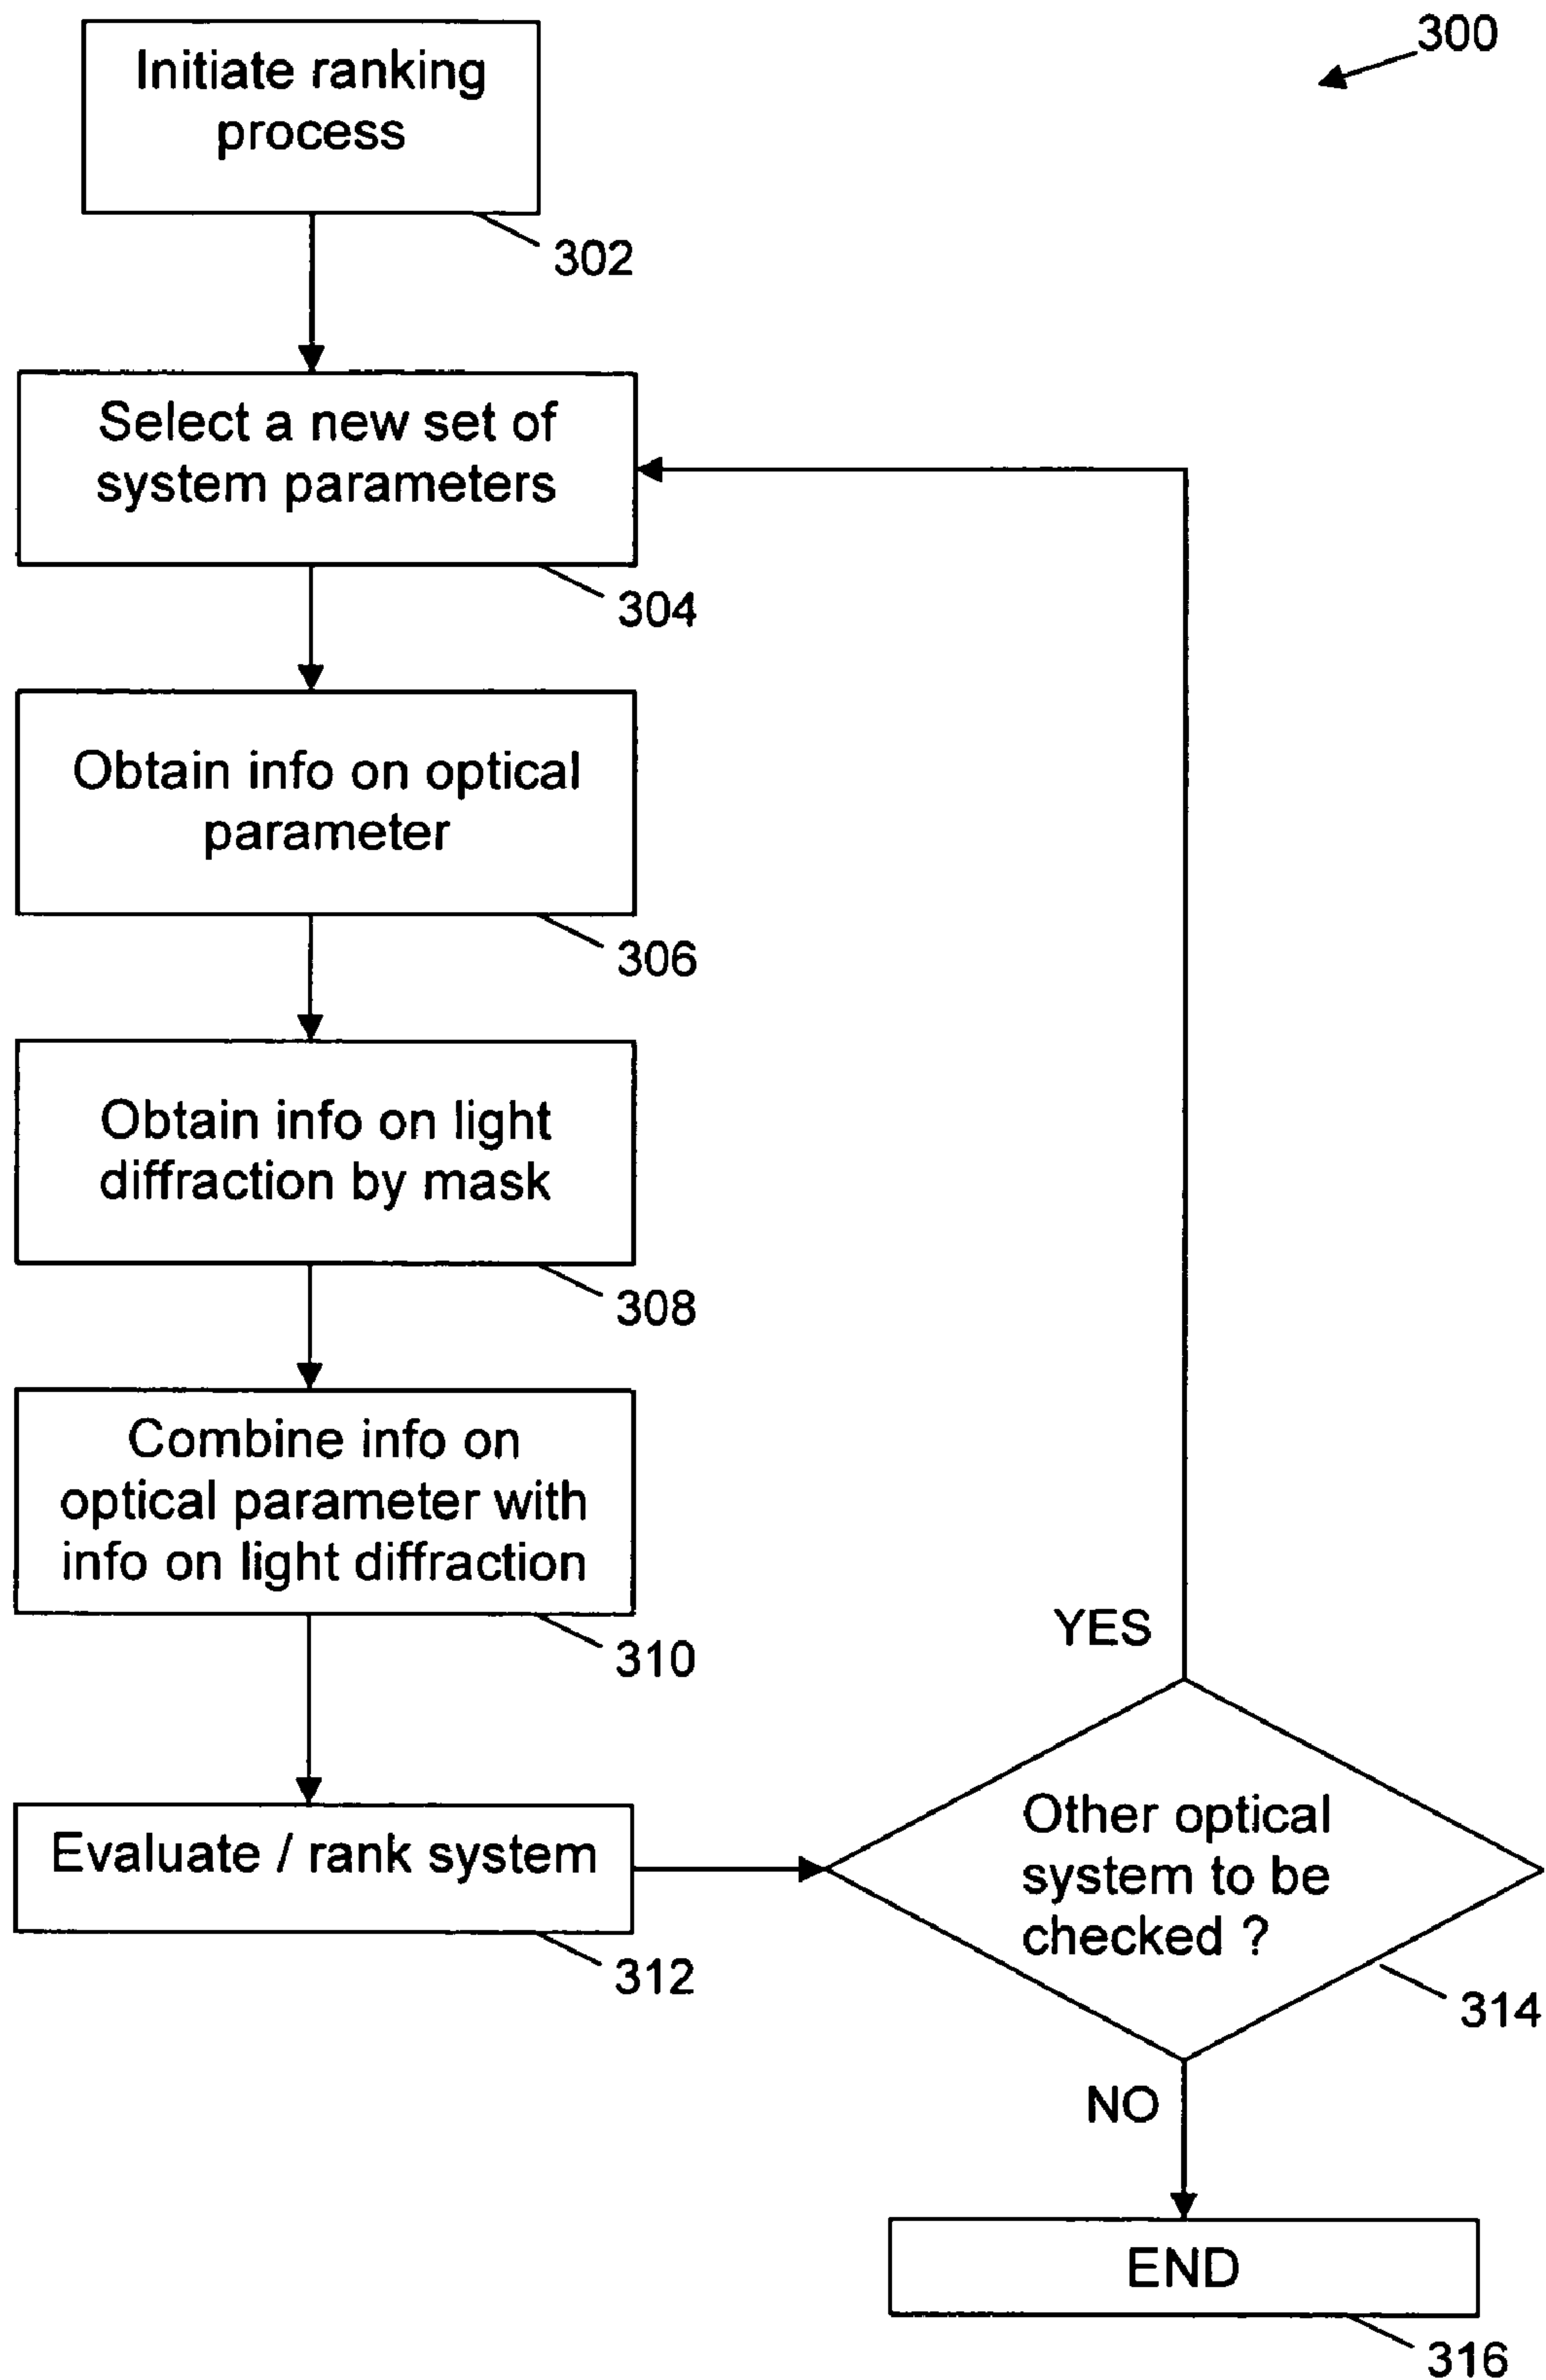 300
Initiate ranking
process
302
Select a new set of
system parameters
304
Obtain info on optical
parameter
306
Obtain info on light
diffraction by mask
308
Combine info on
optical parameter with
info on light diffraction
310
Evaluate / rank system
312
YES
Other optical
system to be
checked ?
314
NO
END
316